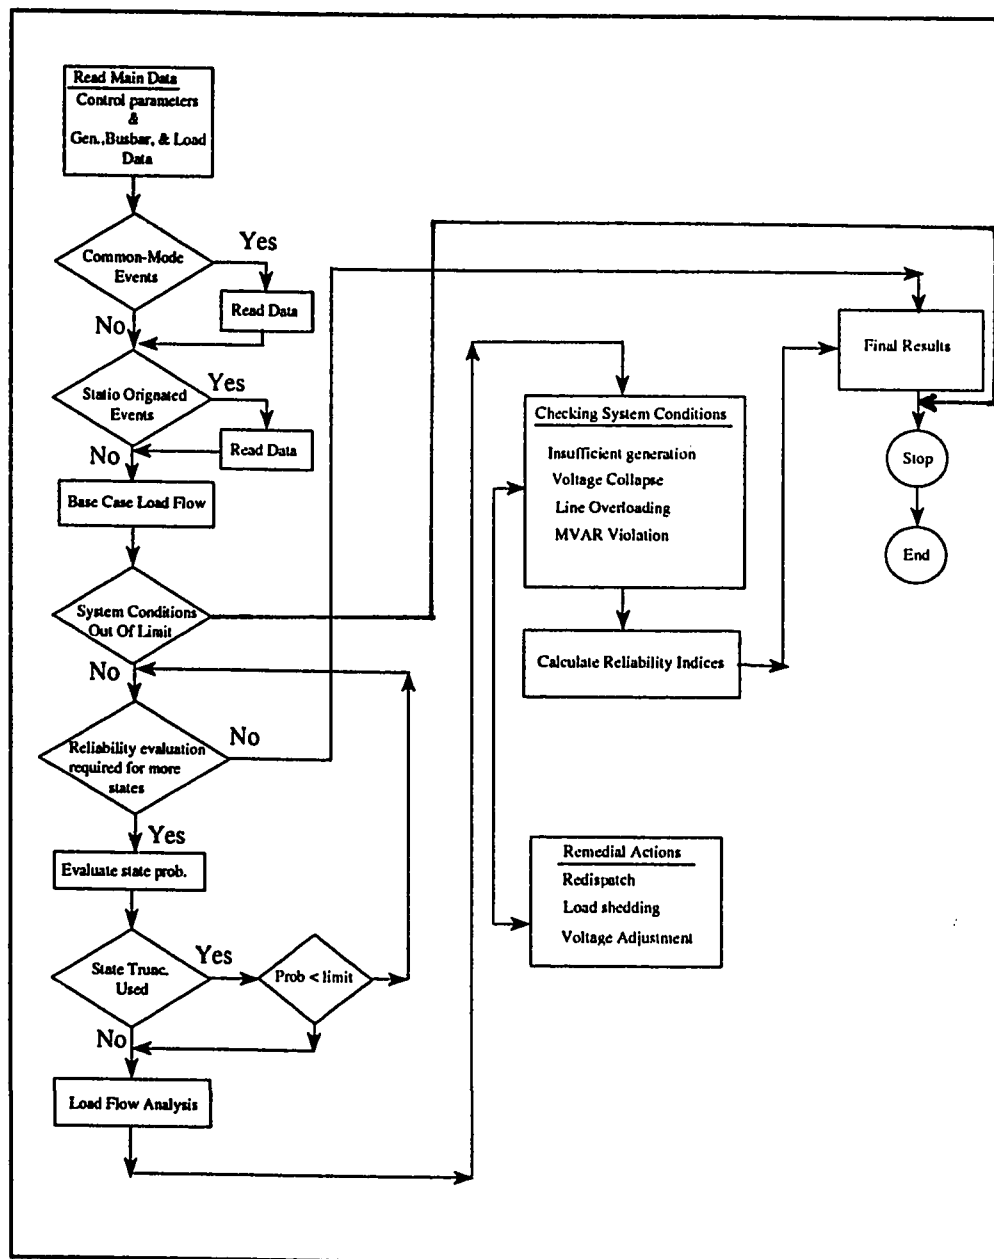 Read Main Data
Control parameters
&
Gen.,Busbar, & Load
Data
Common-Mode
Events
Yes
Read Data
No
Statio Orignated
Events
Yes
Read Data
No
Base Case Load Flow
System Conditions
Out Of Limit
No
Reliability evaluation
required for more
states
No
Yes
Evaluate state prob.
State Trunc.
Used
Yes
Prob < limit
No
Load Flow Analysis
Checking System Conditions
Insufficient generation
Voltage Collapse
Line Overloading
MVAR Violation
Calculate Reliability Indices
Remedial Actions
Redispatch
Load shedding
Voltage Adjustment
Final Results
Stop
End